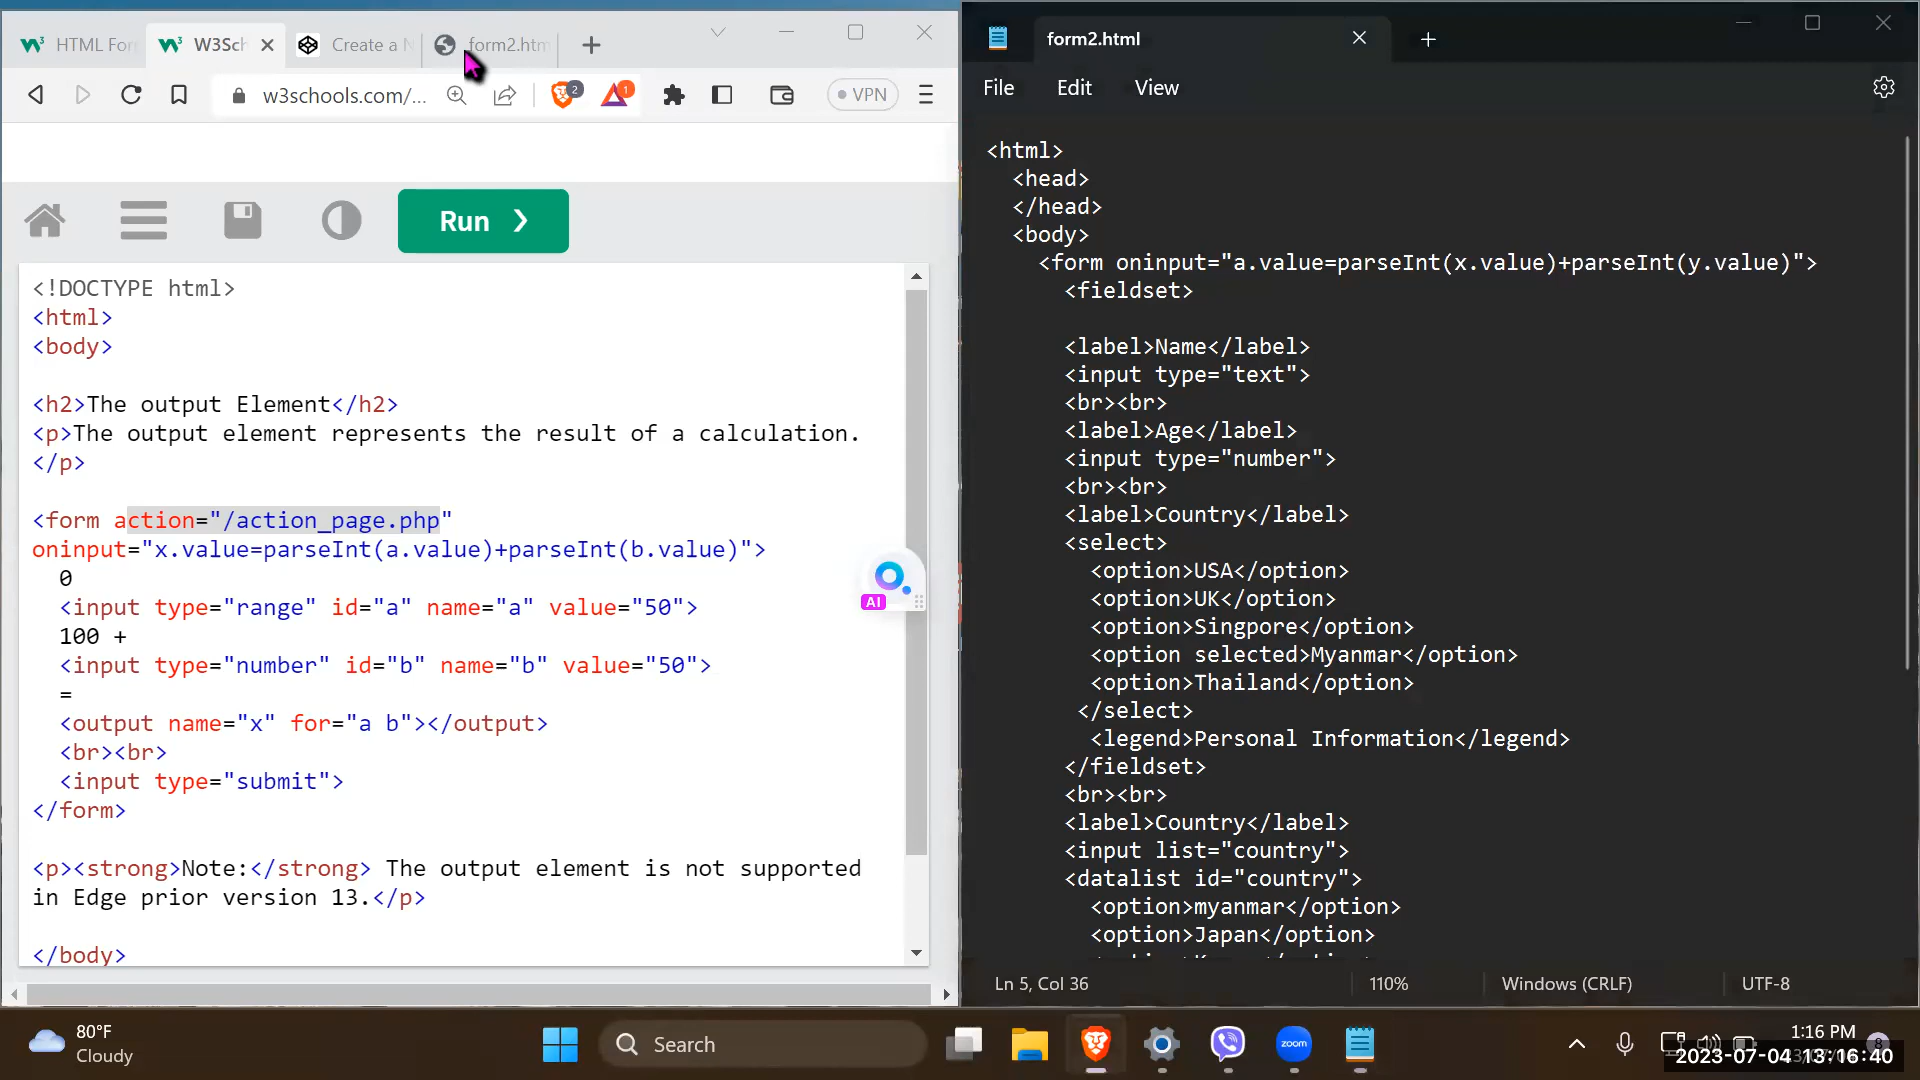 HTML For
W3Sch
Create a N
form2.htm
w3schools.com/...
2
1
VPN
Run ❯
<!DOCTYPE html>
<html>
<body>
<h2>The output Element</h2>
<p>The output element represents the result of a calculation.
</p>
<form action="/action_page.php"
oninput="x.value=parseInt(a.value)+parseInt(b.value)">
0
<input type="range" id="a" name="a" value="50">
100 +
<input type="number" id="b" name="b" value="50">
=
<output name="x" for="a b"></output>
<br><br>
<input type="submit">
</form>
<p><strong>Note:</strong> The output element is not supported
in Edge prior version 13.</p>
</body>
AI
form2.html
File Edit View
<html>
<head>
</head>
<body>
<form oninput="a.value=parseInt(x.value)+parseInt(y.value)">
<fieldset>
<label>Name</label>
<input type="text">
<br><br>
<label>Age</label>
<input type="number">
<br><br>
<label>Country</label>
<select>
<option>USA</option>
<option>UK</option>
<option>Singpore</option>
<option selected>Myanmar</option>
<option>Thailand</option>
</select>
<legend>Personal Information</legend>
</fieldset>
<br><br>
<label>Country</label>
<input list="country">
<datalist id="country">
<option>myanmar</option>
<option>Japan</option>
Ln 5, Col 36
110%
Windows (CRLF)
UTF-8
80°F
Cloudy
Search
zoom
1:16 PM
8
2023-07-04 13:16:40